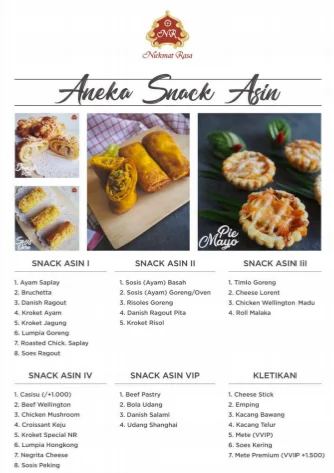 NR
Nickmat Rasa
Aneka Snack Asin
Pie
Mayo
SNACK ASIN I
1. Ayam Saplay
2. Bruchetta
3. Danish Ragout
4. Kroket Ayam
5. Kroket Jagung
6. Lumpia Goreng
7. Roasted Chick. Saplay
8. Soes Ragout
SNACK ASIN II
1. Sosis (Ayam) Basah
2. Sosis (Ayam) Goreng/Oven
3. Risoles Goreng
4. Danish Ragout Pita
5. Kroket Risol
SNACK ASIN IiI
1. Timlo Goreng
2. Cheese Lorent
3. Chicken Wellington Madu
4. Roll Malaka
SNACK ASIN IV
1. Casisu (/+1.000)
2. Beef Wellington
3. Chicken Mushroom
4. Croissant Keju
5. Kroket Special NR
6. Lumpia Hongkong
7. Negrita Cheese
8. Sosis Peking
SNACK ASIN VIP
1. Beef Pastry
2. Bola Udang
3. Danish Salami
4. Udang Shanghai
KLETIKANI
1. Cheese Stick
2. Emping
3. Kacang Bawang
4. Kacang Telur
5. Mete (VVIP)
6. Soes Kering
7. Mete Premium (VVIP +1.500)